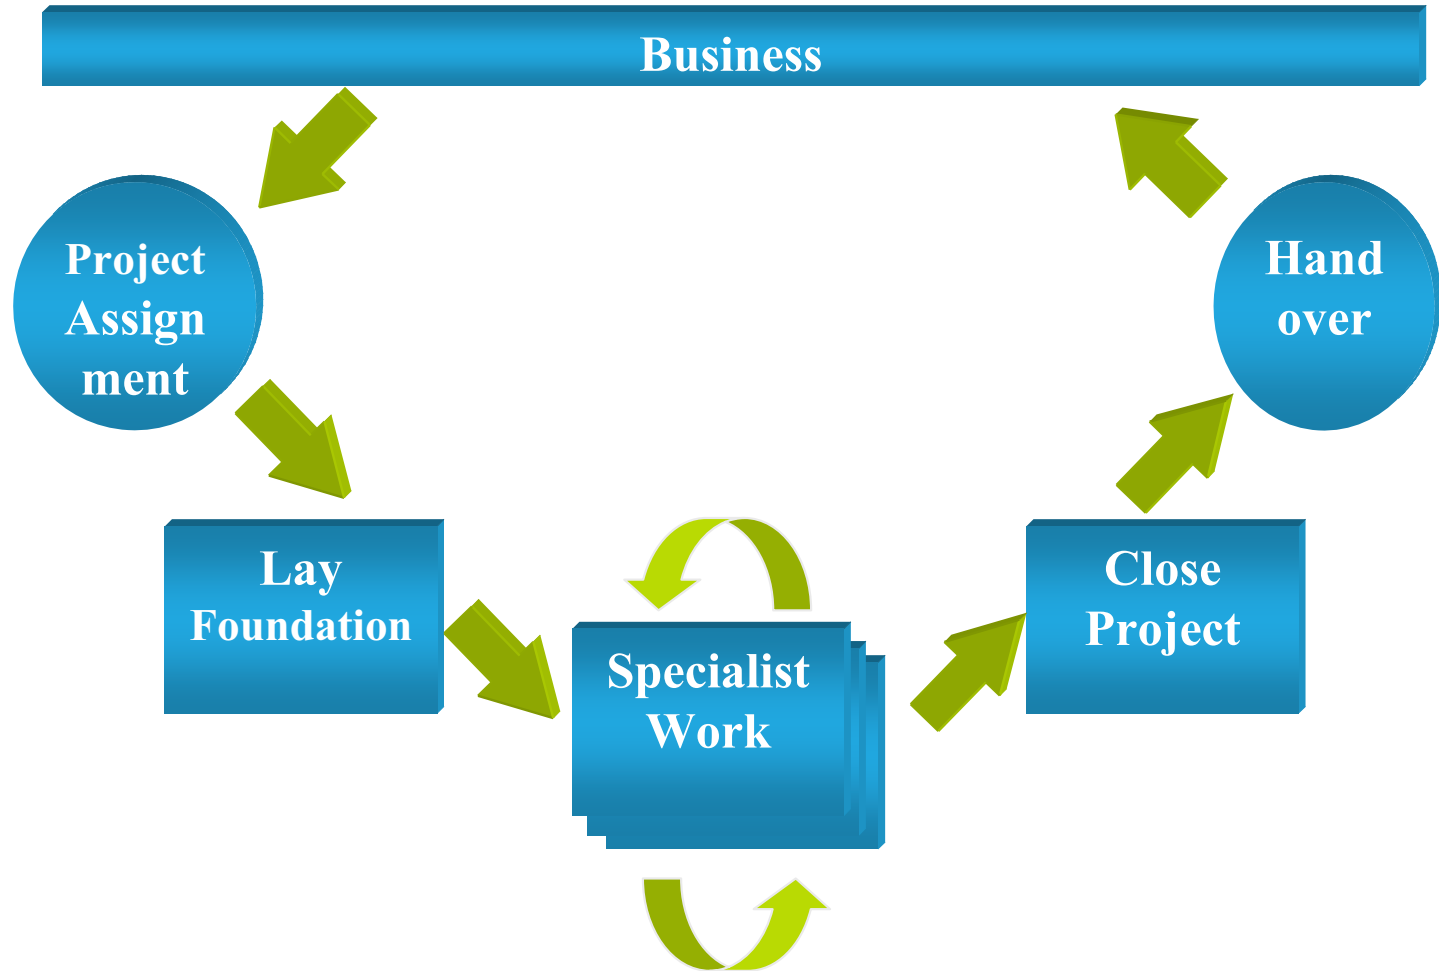 Business
Project
Assign
ment
Hand
over
Lay
Foundation
Specialist
Work
Close
Project